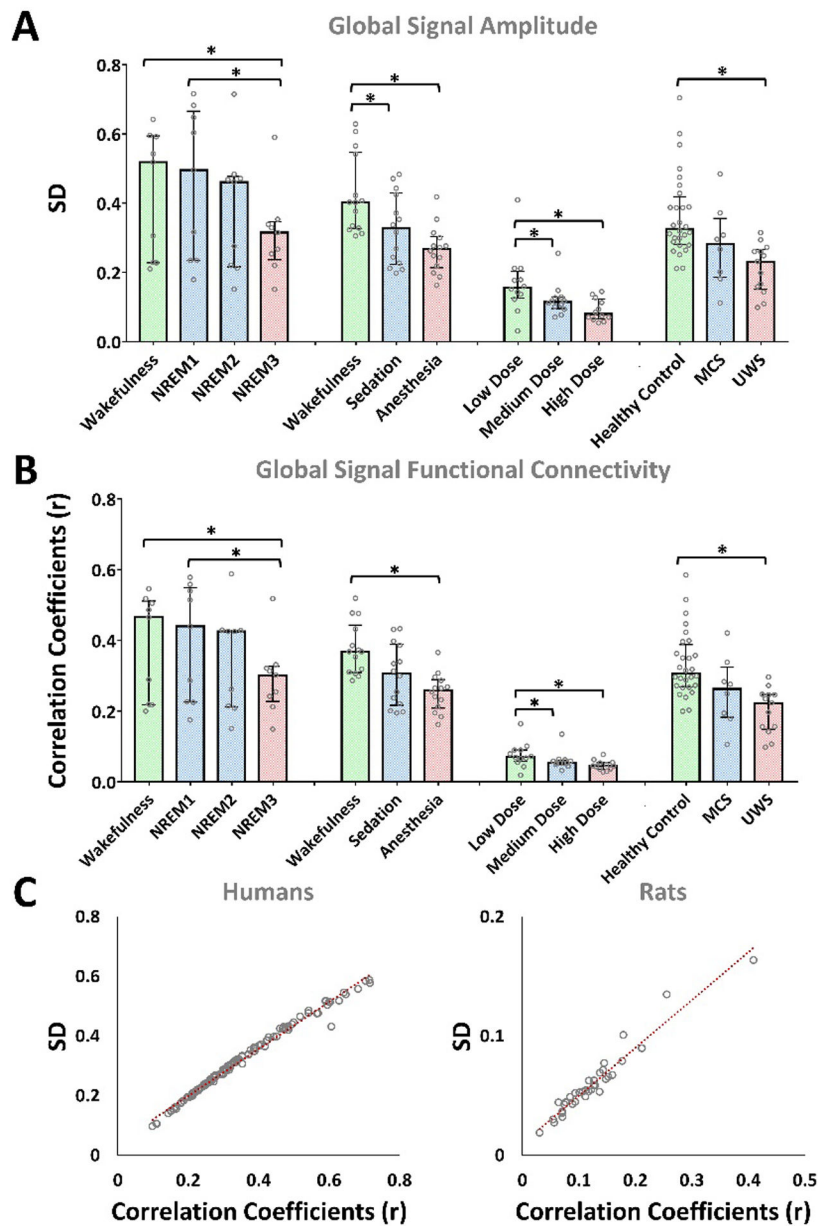 A
Global Signal Amplitude
SD
0.8
0.6
0.4
0.2
0.0
* * * * * * *
Wakefulness NREM1 NREM2 NREM3 Wakefulness Sedation Anesthesia Low Dose Medium Dose High Dose Healthy Control MCS UWS
B
Global Signal Functional Connectivity
Correlation Coefficients (r)
0.8
0.6
0.4
0.2
0.0
* * * * * *
Wakefulness NREM1 NREM2 NREM3 Wakefulness Sedation Anesthesia Low Dose Medium Dose High Dose Healthy Control MCS UWS
C
Humans
SD
0.8
0.6
0.4
0.2
0
0 0.2 0.4 0.6 0.8
Correlation Coefficients (r)
Rats
SD
0.2
0.1
0
0 0.1 0.2 0.3 0.4 0.5
Correlation Coefficients (r)